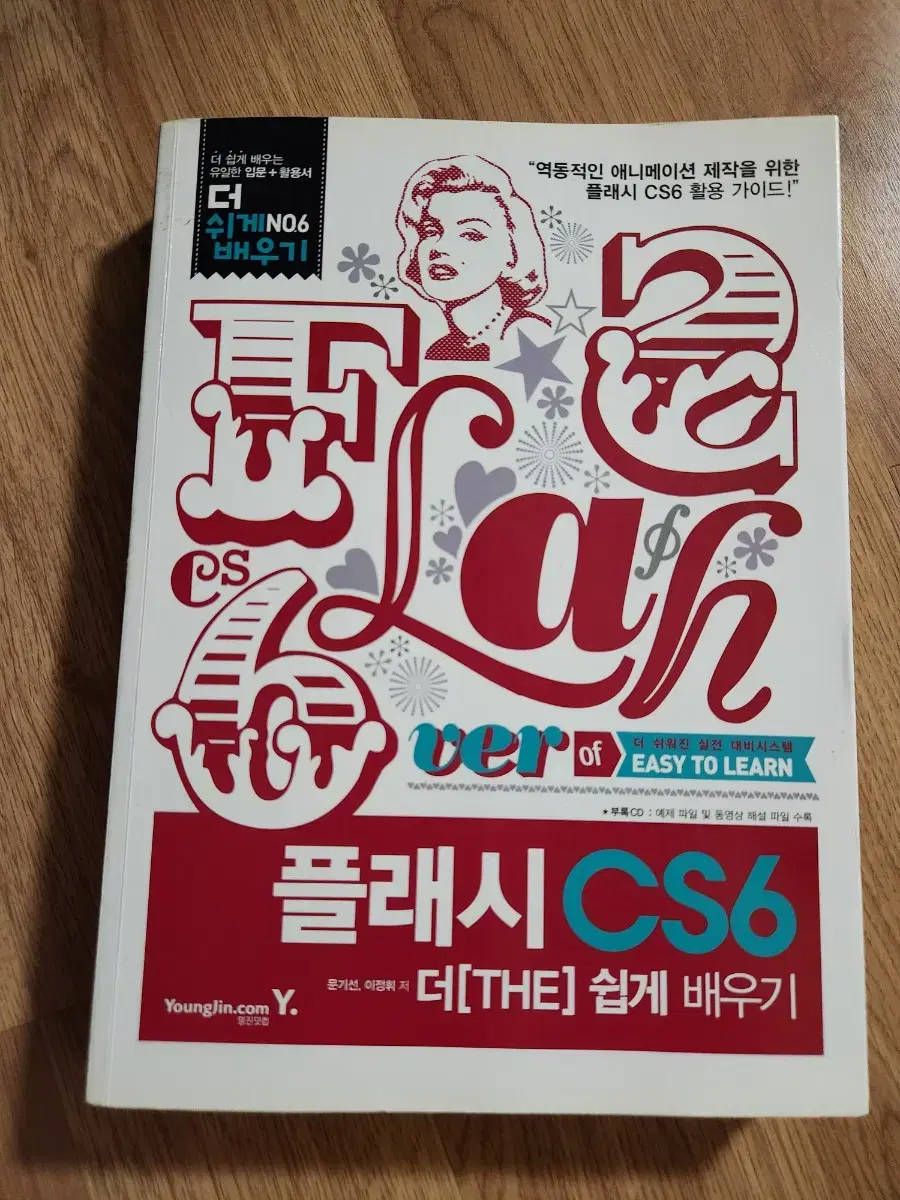 더 쉽게 배우는
유일한 입문 + 활용서
더
쉽게 NO.6
배우기
“역동적인 애니메이션 제작을 위한
플래시 CS6 활용 가이드!”
FLash
cs
6
ver of
더 쉬워진 실전 대비시스템
EASY TO LEARN
★부록CD : 예제 파일 및 동영상 해설 파일 수록
플래시 CS6
문기선, 이정휘 저
더[THE] 쉽게 배우기
YoungJin.com Y.
영진닷컴